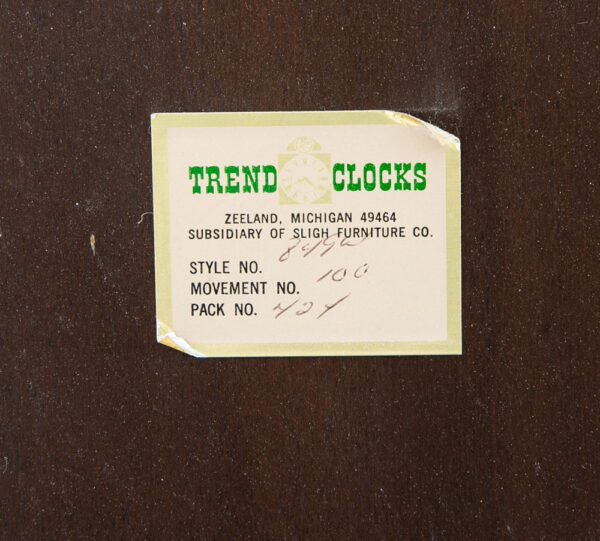 TREND CLOCKS
ZEELAND, MICHIGAN 49464
SUBSIDIARY OF SLIGH FURNITURE CO.
STYLE NO.
MOVEMENT NO. 100
PACK NO.